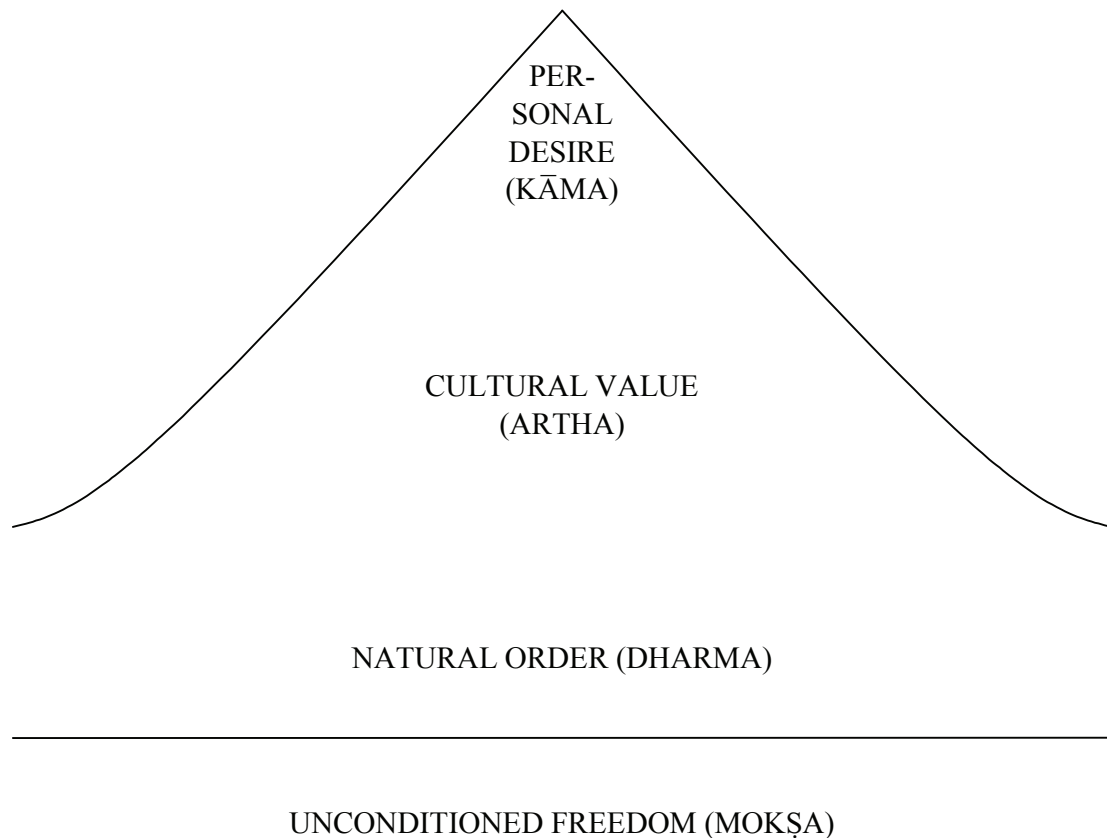 PER-
SONAL
DESIRE
(KĀMA)
CULTURAL VALUE
(ARTHA)
NATURAL ORDER (DHARMA)
UNCONDITIONED FREEDOM (MOKṢA)